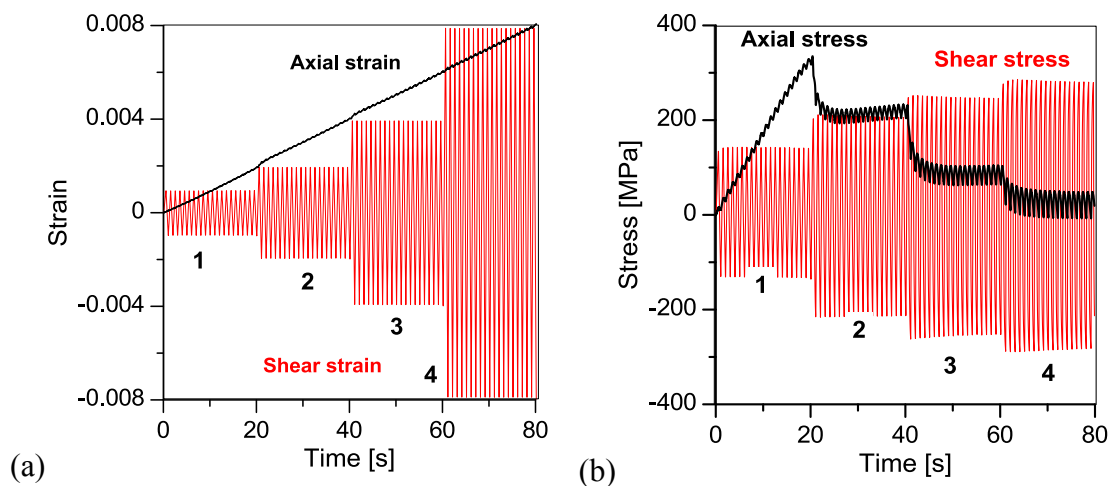 0.008
0.004
0
-0.004
-0.008
Strain
Axial strain
Shear strain
1
2
3
4
0
20
40
60
80
Time [s]
(a)
400
200
0
-200
-400
Stress [MPa]
Axial stress
Shear stress
1
2
3
4
0
20
40
60
80
Time [s]
(b)